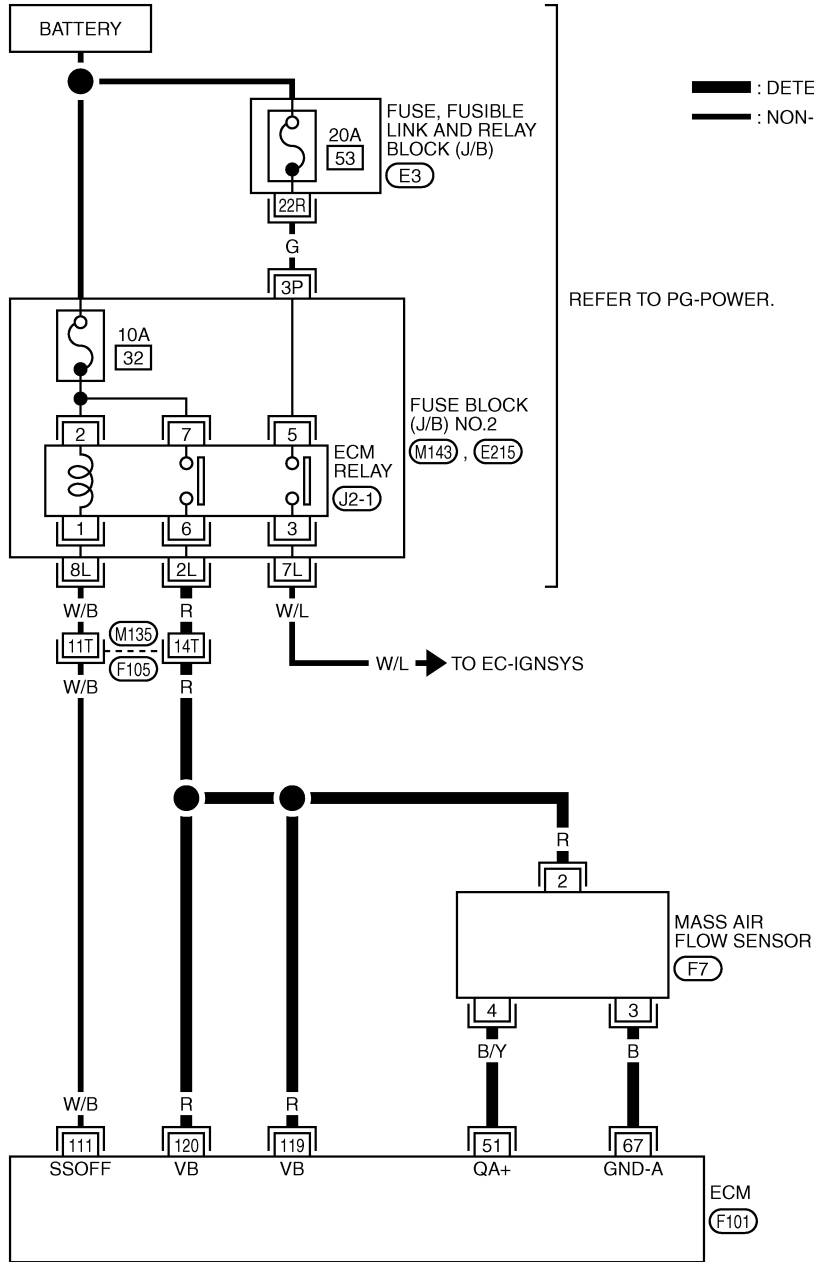 BATTERY
: DETE
: NON-
FUSE, FUSIBLE
LINK AND RELAY
BLOCK (J/B)
E3
20A
53
22R
G
3P
REFER TO PG-POWER.
10A
32
FUSE BLOCK
(J/B) NO.2
M143 , E215
2
7
5
ECM
RELAY
J2-1
1
6
3
8L
2L
7L
W/B
R
W/L
11T
M135
14T
F105
W/B
R
W/L
TO EC-IGNSYS
R
2
MASS AIR
FLOW SENSOR
F7
4
3
B/Y
B
W/B
R
R
111
120
119
51
67
SSOFF
VB
VB
QA+
GND-A
ECM
F101